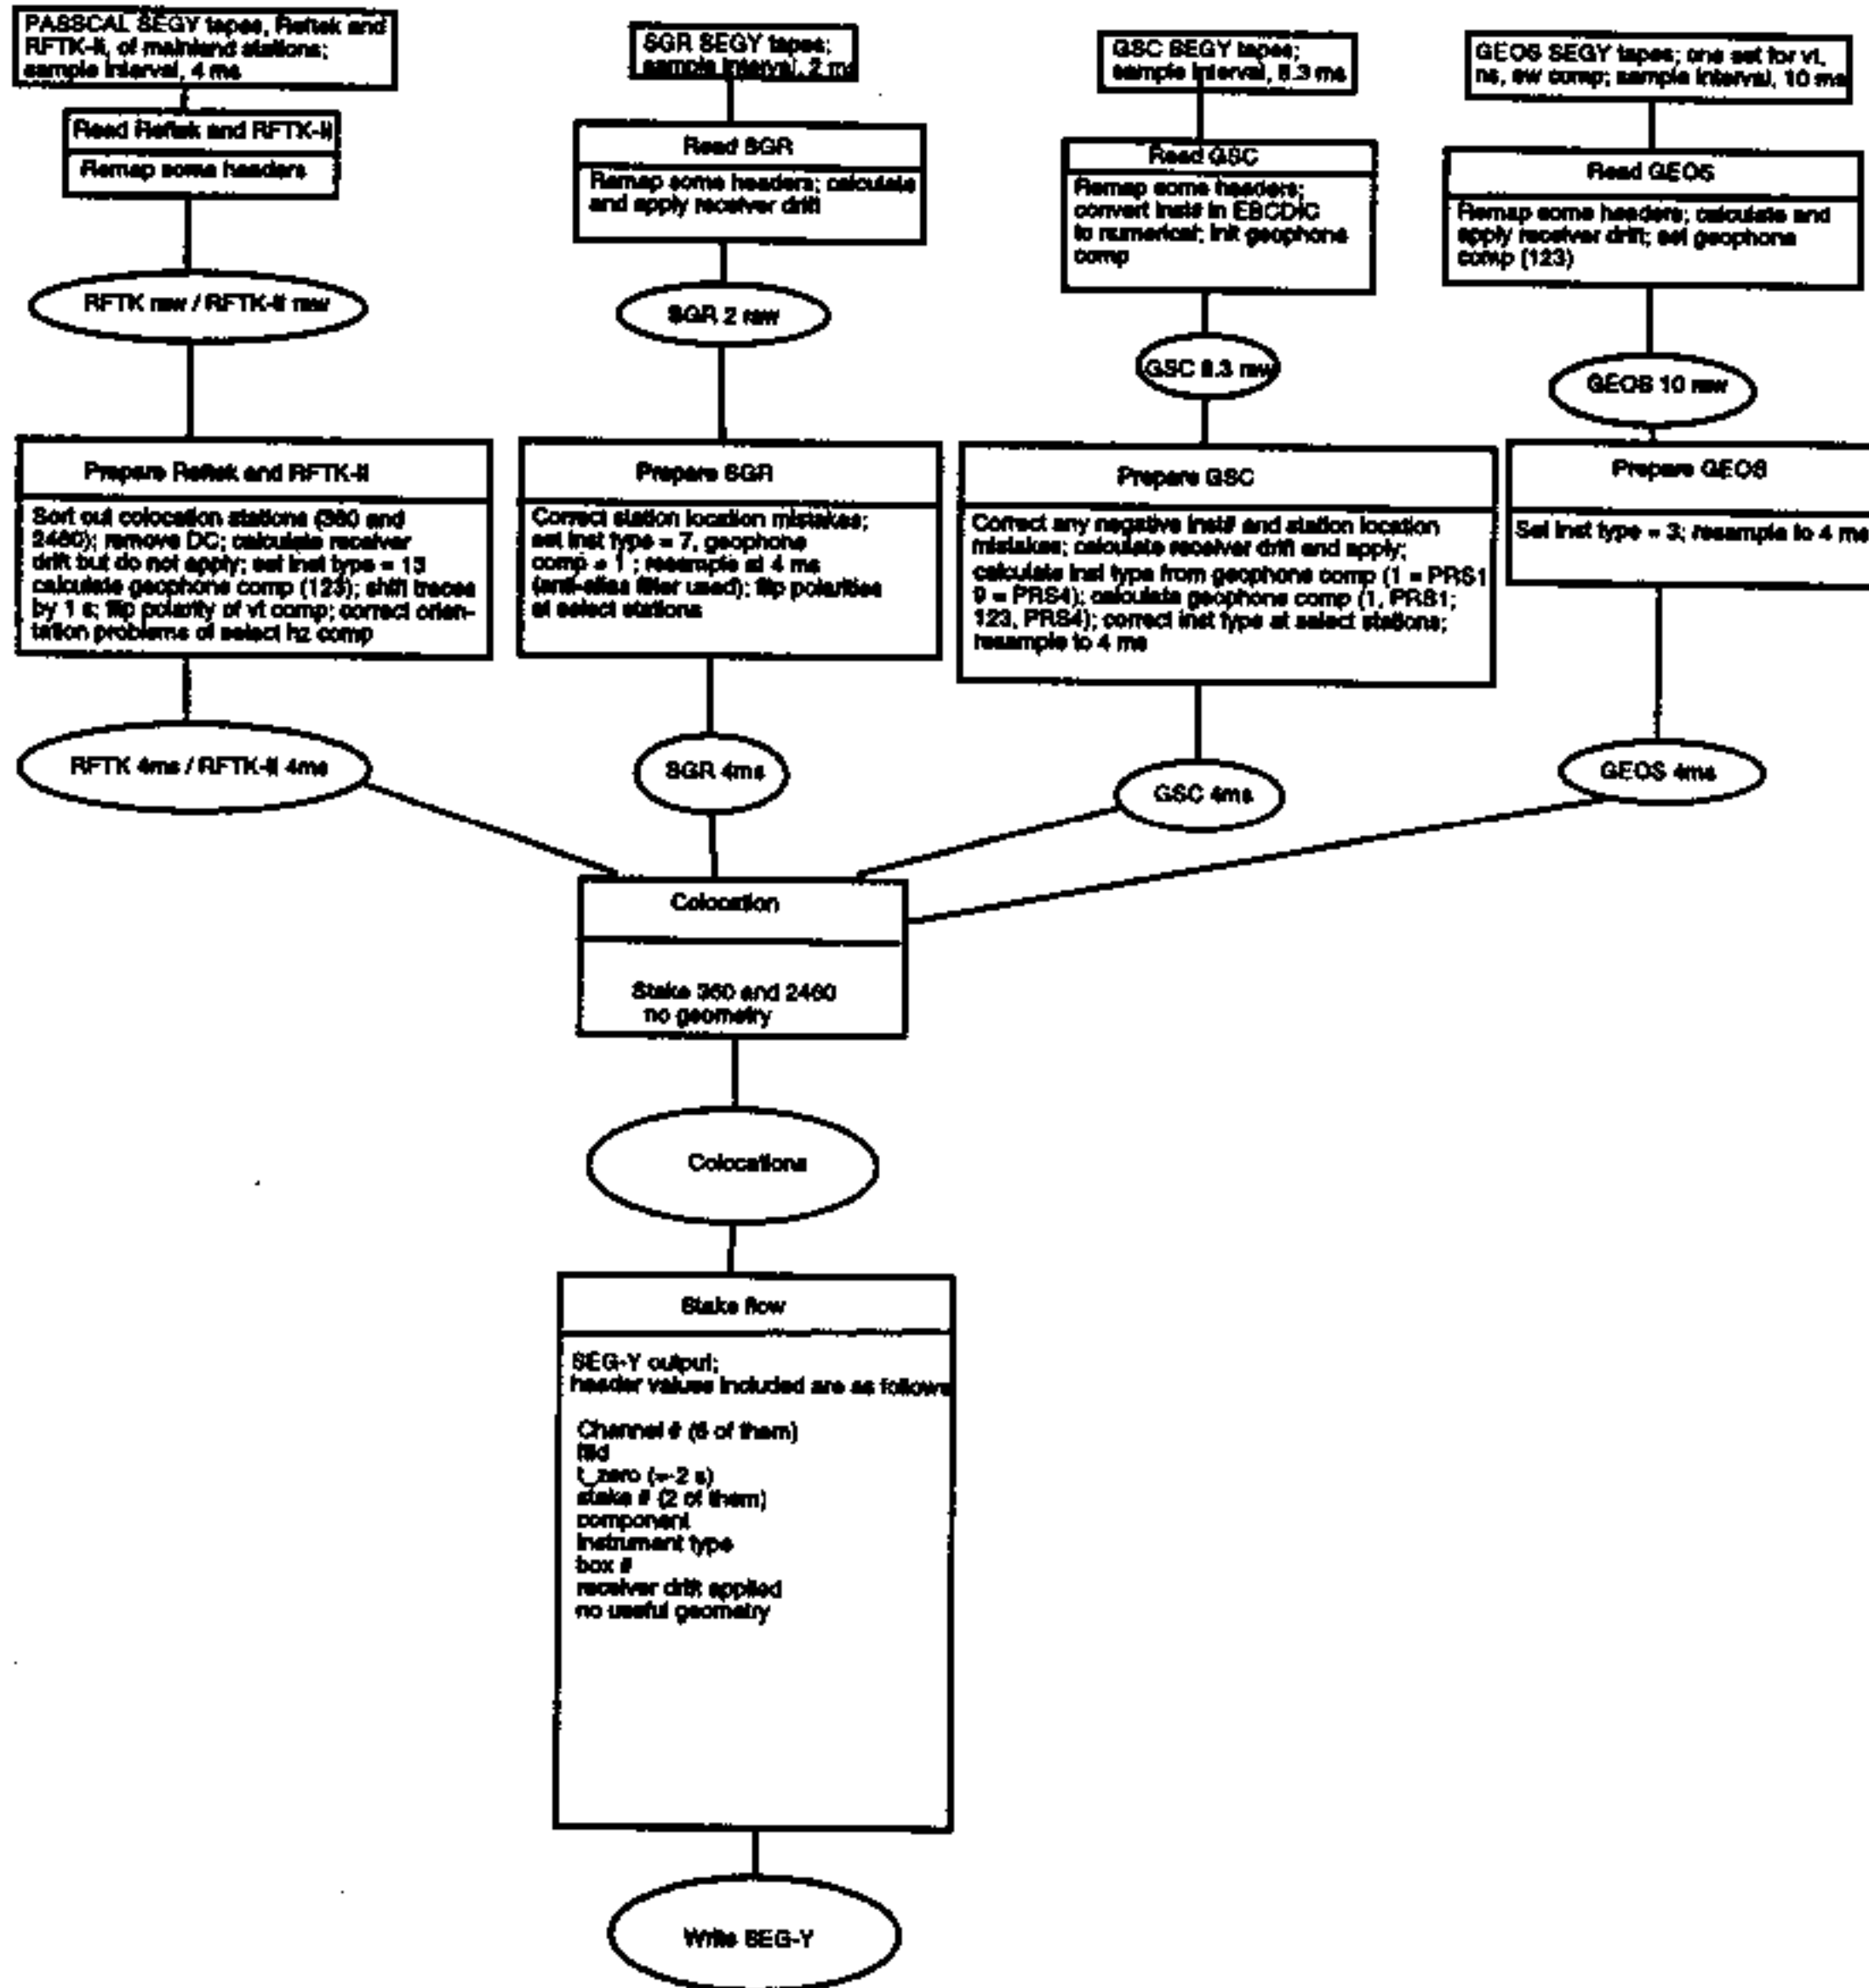 PASSCAL SEGY tapes, Reftek and
RFTK-II, of mainland stations;
sample interval, 4 ms
Read Reftek and RFTK-II
Remap some headers
RFTK raw / RFTK-II raw
Prepare Reftek and RFTK-II
Sort out colocation stations (360 and
2460); remove DC; calculate receiver
drift but do not apply; set inst type = 13
calculate geophone comp (123); shift traces
by 1 s; flip polarity of vt comp; correct orien-
tation problems of select hz comp
RFTK 4ms / RFTK-II 4ms
SGR SEGY tapes;
sample interval, 2 ms
Read SGR
Remap some headers; calculate
and apply receiver drift
SGR 2 raw
Prepare SGR
Correct station location mistakes;
set inst type = 7, geophone
comp = 1 ; resample at 4 ms
(anti-alias filter used); flip polarities
at select stations
SGR 4ms
GSC SEGY tapes;
sample interval, 8.3 ms
Read GSC
Remap some headers;
convert inst# in EBCDIC
to numerical; init geophone
comp
GSC 8.3 raw
Prepare GSC
Correct any negative inst# and station location
mistakes; calculate receiver drift and apply;
calculate inst type from geophone comp (1 = PRS1
9 = PRS4); calculate geophone comp (1, PRS1;
123, PRS4); correct inst type at select stations;
resample to 4 ms
GSC 4ms
GEOS SEGY tapes; one set for vt,
ns, ew comp; sample interval, 10 ms
Read GEOS
Remap some headers; calculate and
apply receiver drift; set geophone
comp (123)
GEOS 10 raw
Prepare GEOS
Set inst type = 3; resample to 4 ms
GEOS 4ms
Colocation
Stake 360 and 2460
no geometry
Colocations
Stake flow
SEG-Y output;
header values included are as follows
Channel # (6 of them)
ffid
t_zero (=-2 s)
stake # (2 of them)
component
instrument type
box #
receiver drift applied
no useful geometry
Write SEG-Y